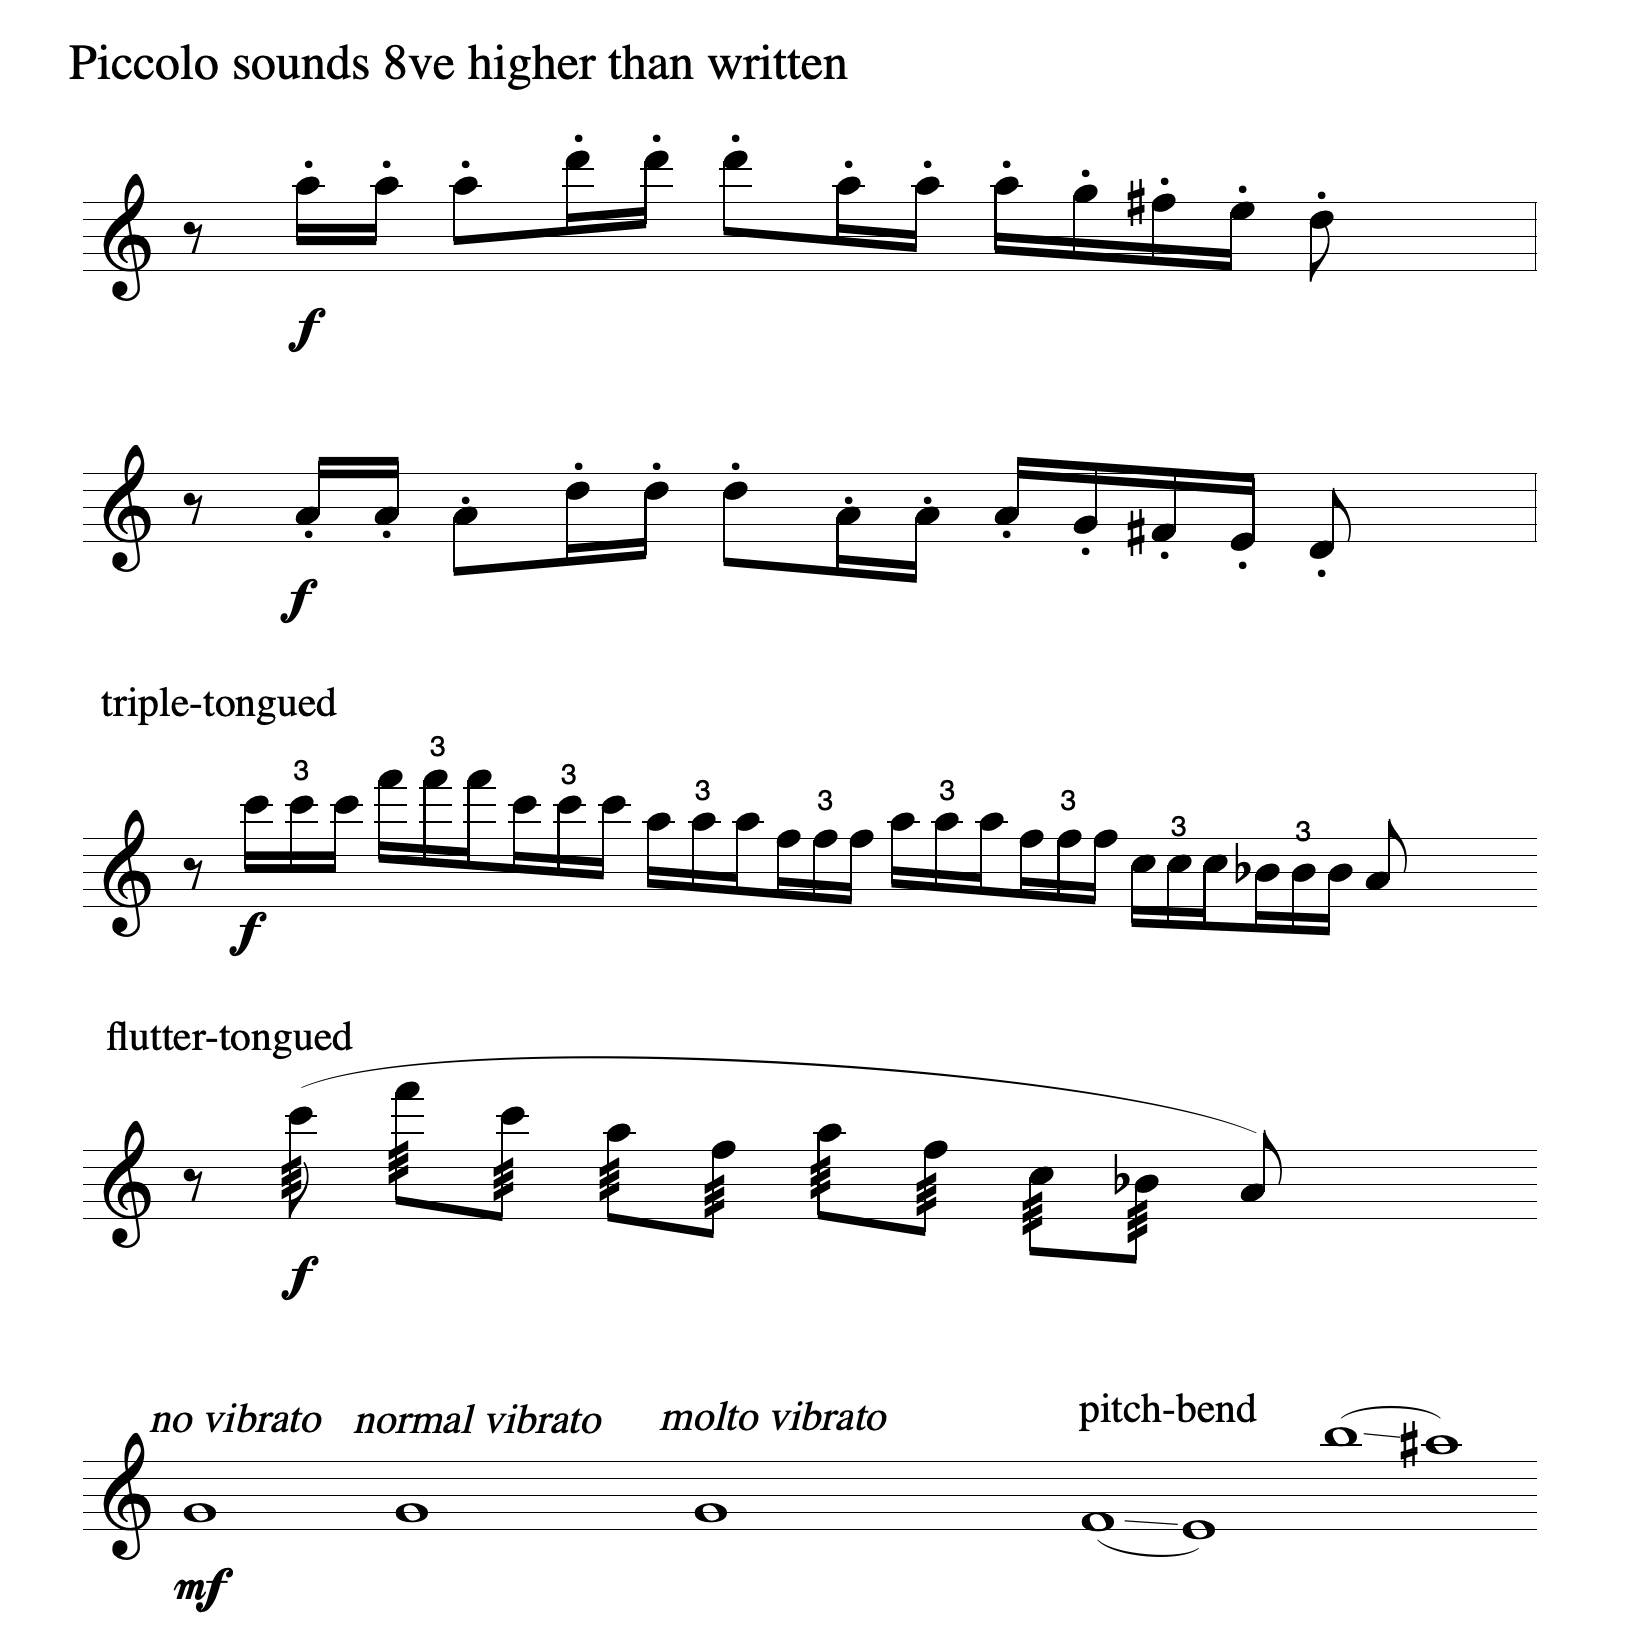 Piccolo sounds 8ve higher than written
f
f
triple-tongued
3 3 3 3 3 3 3 3 3
f
flutter-tongued
f
no vibrato normal vibrato molto vibrato pitch-bend
mf